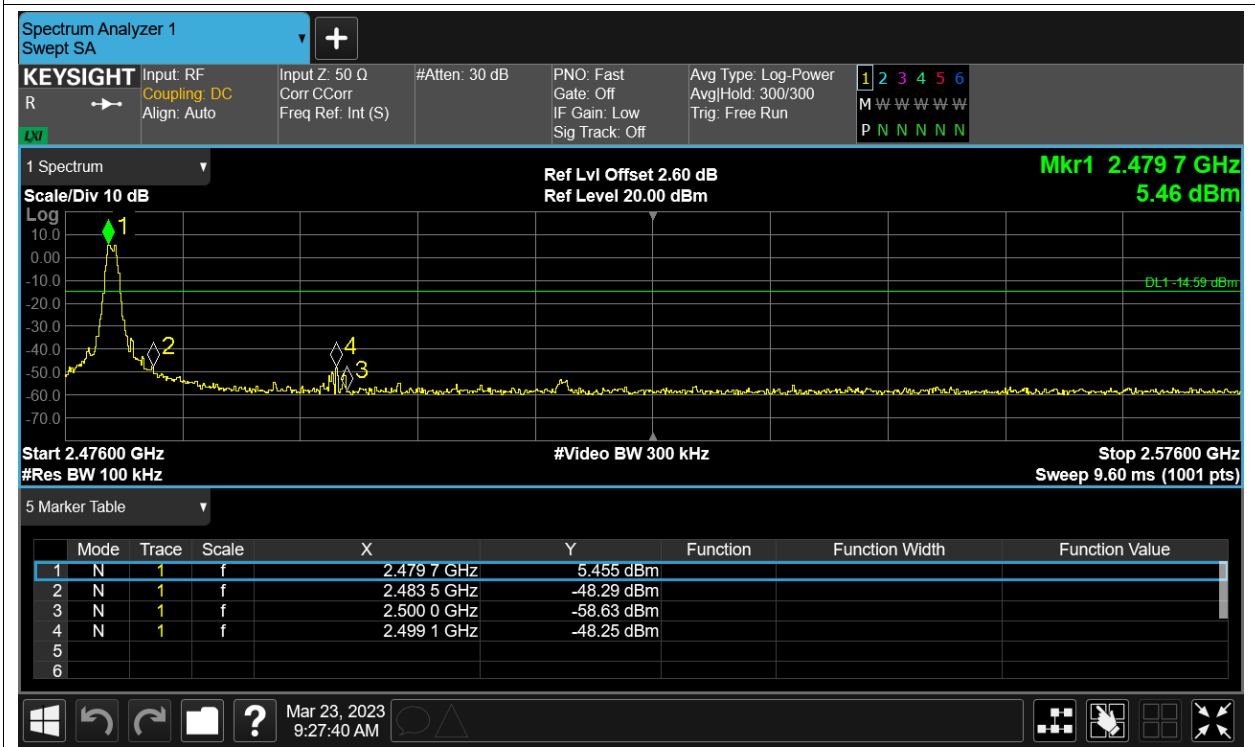 Spectrum Analyzer 1
Swept SA
KEYSIGHT
R
LXI
Input: RF
Coupling: DC
Align: Auto
Input Z: 50 Ω
Corr CCorr
Freq Ref: Int (S)
#Atten: 30 dB
PNO: Fast
Gate: Off
IF Gain: Low
Sig Track: Off
Avg Type: Log-Power
Avg|Hold: 300/300
Trig: Free Run
1 2 3 4 5 6
M W W W W W
P N N N N N
1 Spectrum
Scale/Div 10 dB
Ref Lvl Offset 2.60 dB
Ref Level 20.00 dBm
Mkr1 2.479 7 GHz
5.46 dBm
Log
10.0
0.00
-10.0
-20.0
-30.0
-40.0
-50.0
-60.0
-70.0
1
2
4
3
DL1 -14.59 dBm
Start 2.47600 GHz
#Video BW 300 kHz
Stop 2.57600 GHz
#Res BW 100 kHz
Sweep 9.60 ms (1001 pts)
5 Marker Table
Mode Trace Scale X Y Function Function Width Function Value
1 N 1 f 2.479 7 GHz 5.455 dBm
2 N 1 f 2.483 5 GHz -48.29 dBm
3 N 1 f 2.500 0 GHz -58.63 dBm
4 N 1 f 2.499 1 GHz -48.25 dBm
5
6
?
Mar 23, 2023
9:27:40 AM